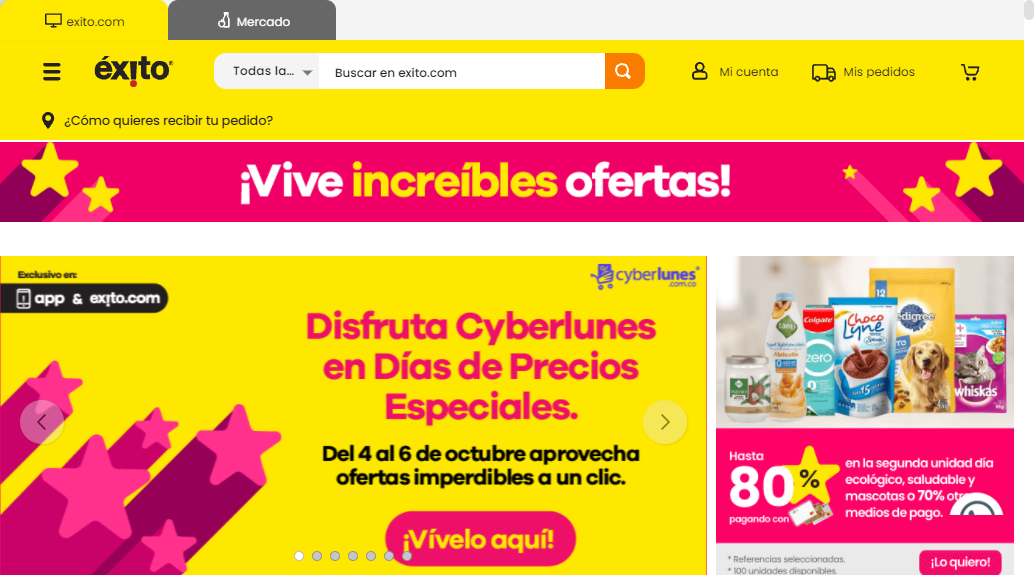 exito.com
Mercado
éxito
Todas la...
Buscar en exito.com
Mi cuenta
Mis pedidos
¿Cómo quieres recibir tu pedido?
¡Vive increíbles ofertas!
Exclusivo en:
app & exito.com
cyberlunes
.com.co
Disfruta Cyberlunes
en Días de Precios
Especiales.
Del 4 al 6 de octubre aprovecha
ofertas imperdibles a un clic.
¡Vívelo aquí!
12
Colgate
zero
Choco
Lyne
15
edigree
whiskas
Hasta
80%
pagando con
en la segunda unidad día
ecológico, saludable y
mascotas o 70% otro
medios de pago.
* Referencias seleccionadas.
* 100 unidades disponibles.
¡Lo quiero!